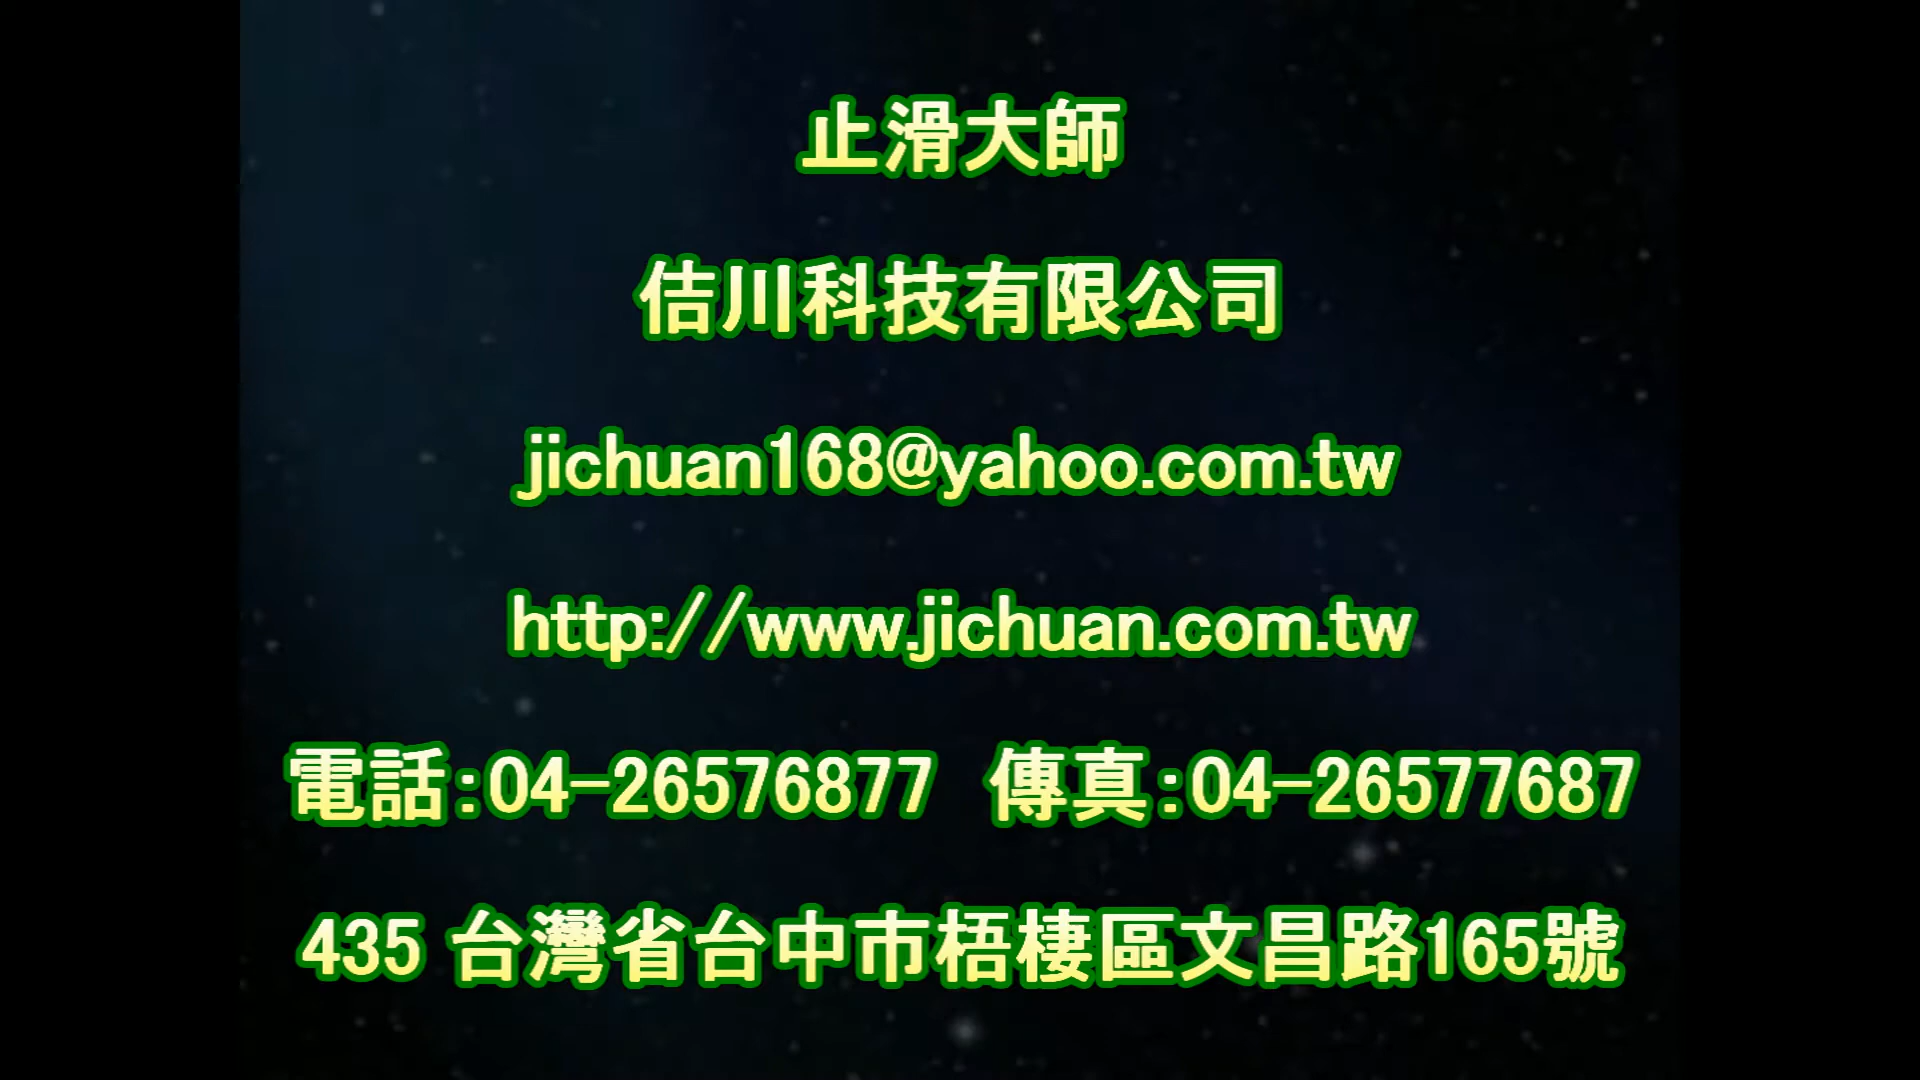 止滑大師
佶川科技有限公司
jichuan168@yahoo.com.tw
http://www.jichuan.com.tw
電話:04-26576877 傳真:04-26577687
435 台灣省台中市梧棲區文昌路165號